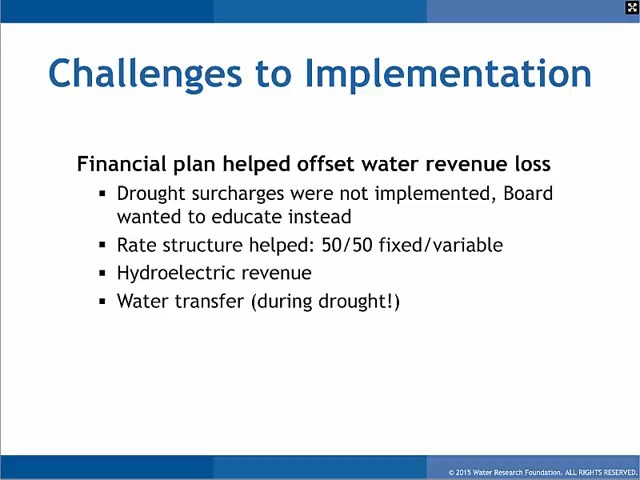 Challenges to Implementation
Financial plan helped offset water revenue loss
▪ Drought surcharges were not implemented, Board
wanted to educate instead
▪ Rate structure helped: 50/50 fixed/variable
▪ Hydroelectric revenue
▪ Water transfer (during drought!)
© 2015 Water Research Foundation. ALL RIGHTS RESERVED.